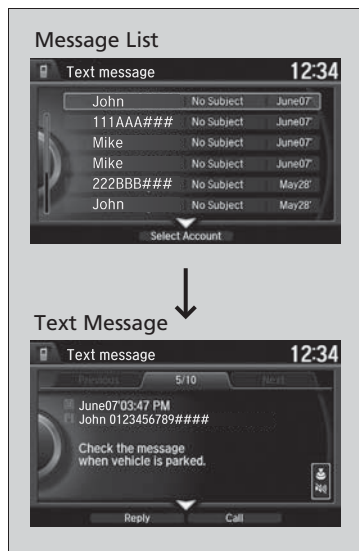 Message List
Text message 12:34
John No Subject June07'
111AAA### No Subject June07'
Mike No Subject June07'
Mike No Subject June07'
222BBB### No Subject May28'
John No Subject May28'
Select Account
Text Message
Text message 12:34
Previous 5/10 Next
June07'03:47 PM
John 0123456789####
Check the message
when vehicle is parked.
Reply Call